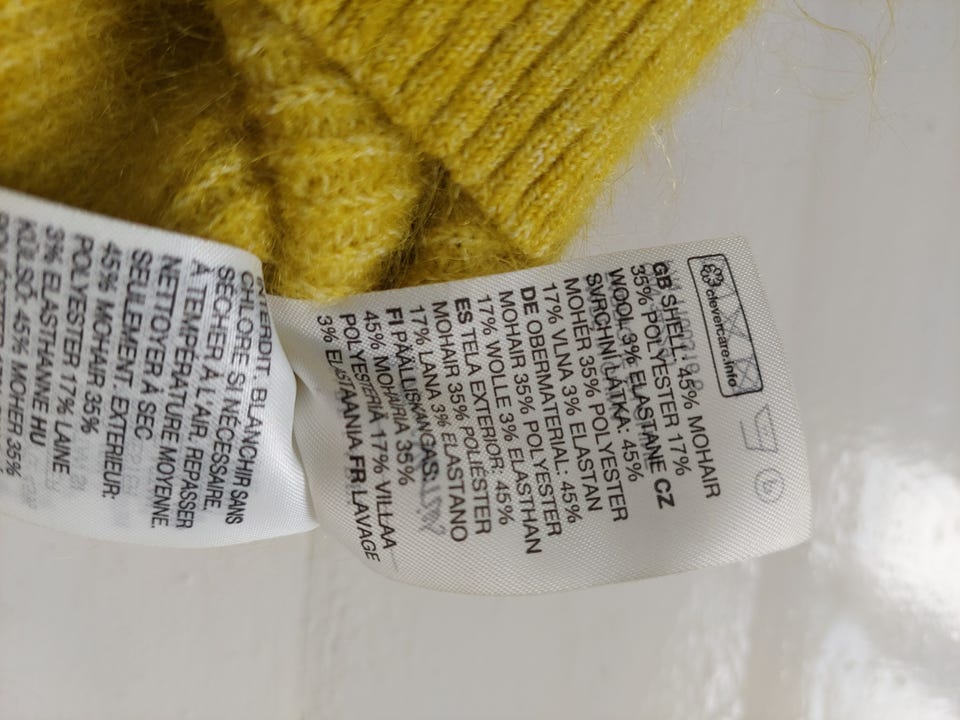 clevercare.info
GB SHELL: 45% MOHAIR
35% POLYESTER 17%
WOOL 3% ELASTANE CZ
SVRCHNÍ LÁTKA: 45%
MOHÉR 35% POLYESTER
17% VLNA 3% ELASTAN
DE OBERMATERIAL: 45%
MOHAIR 35% POLYESTER
17% WOLLE 3% ELASTHAN
ES TELA EXTERIOR: 45%
MOHAIR 35% POLIÉSTER
17% LANA 3% ELASTANO
FI PÄÄLLISKANGAS:
45% MOHAIRIA 35%
POLYESTERIÄ 17% VILLAA
3% ELASTAANIA FR LAVAGE
INTERDIT, BLANCHIR SANS
CHLORE, SI NÉCESSAIRE,
SÉCHER À L'AIR, REPASSER
À TEMPÉRATURE MOYENNE,
NETTOYER À SEC
SEULEMENT. EXTÉRIEUR:
45% MOHAIR 35%
POLYESTER 17% LAINE
3% ELASTHANNE HU
KÜLSŐ: 45% MOHER 35%